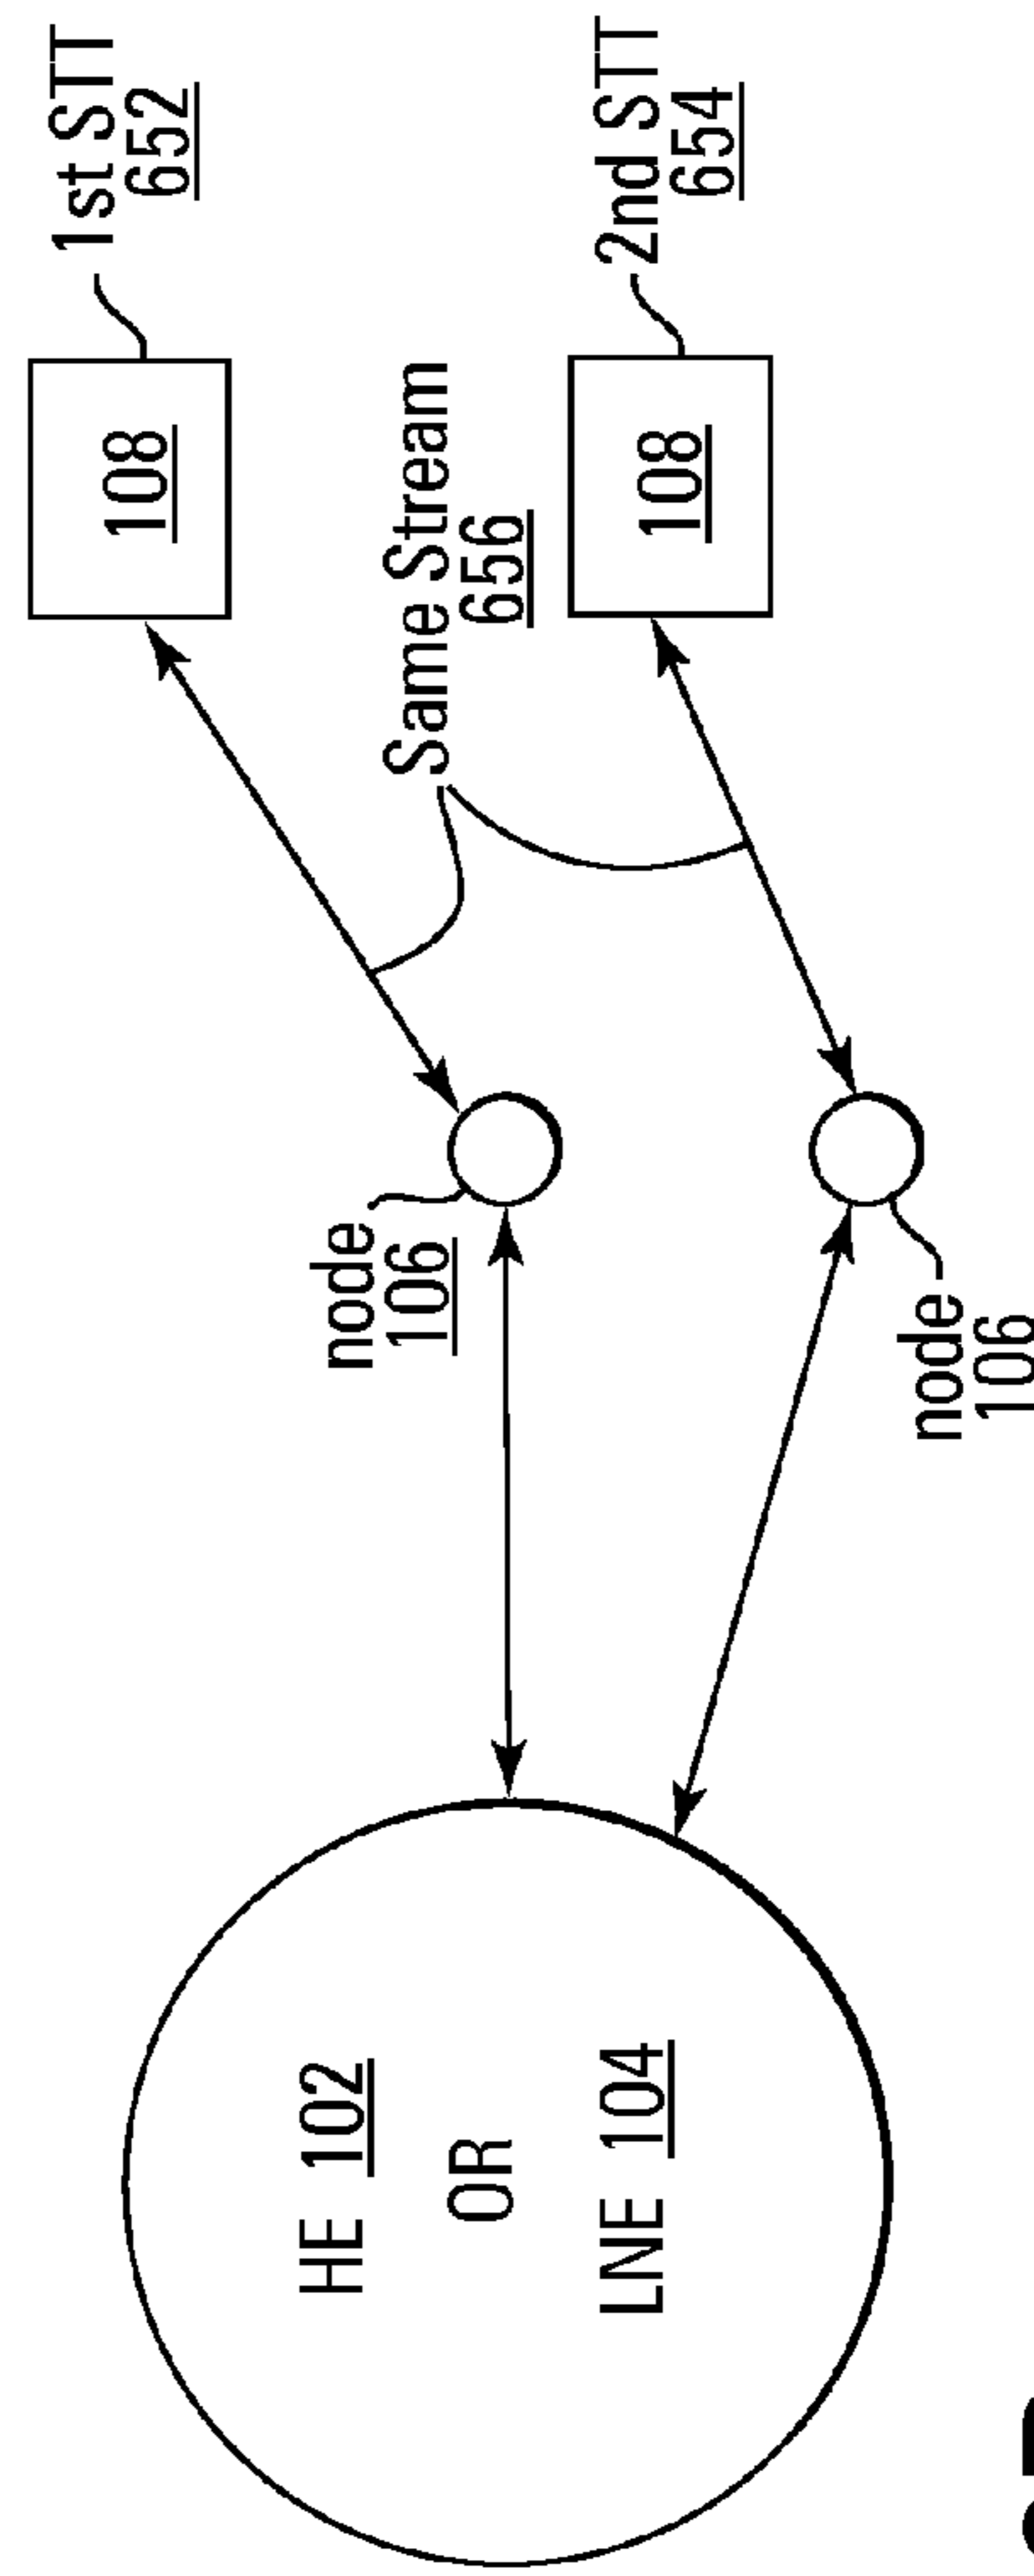 HE 102
OR
LNE 104
node
106
node
106
Same Stream
656
108
1st STT
652
108
2nd STT
654